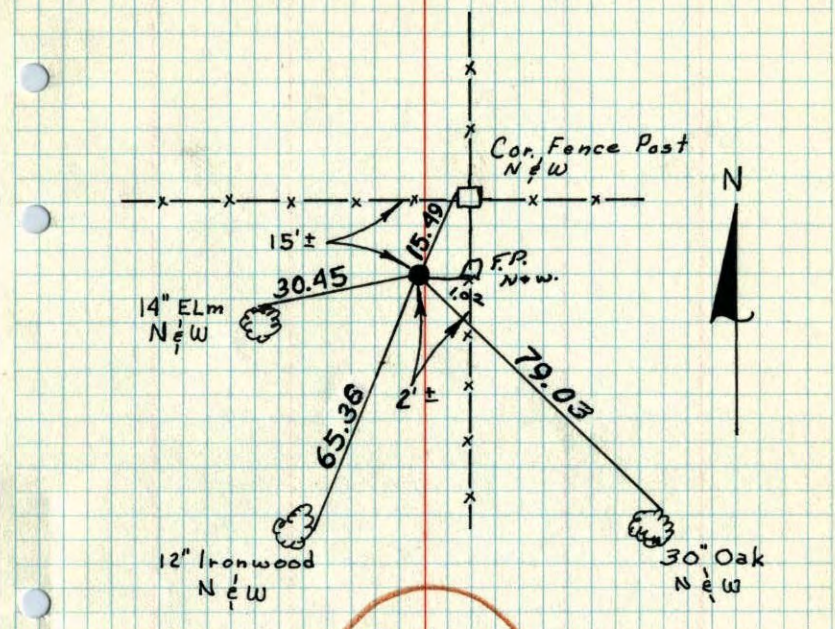 Cor. Fence Post
N & W
N
15.49
15'±
F.P.
N+W.
30.45
1.02
14" ELm
N & W
2'±
79.03
65.36
12" Ironwood
N & W
30" Oak
N & W